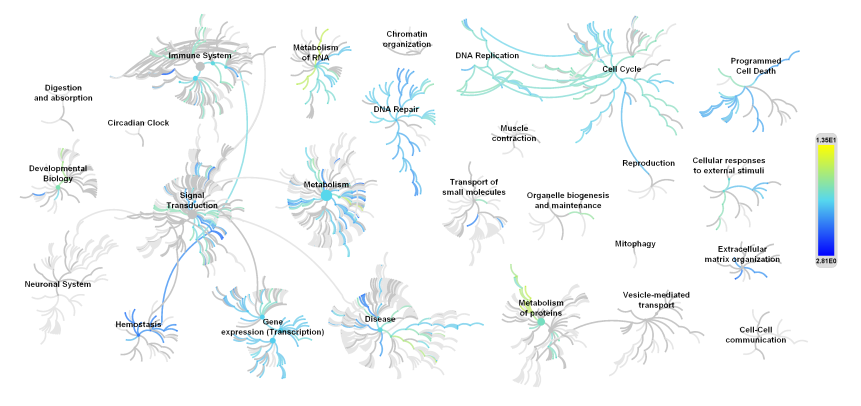 Chromatin
organization
Metabolism
of RNA
Immune System
DNA Replication
Cell Cycle
Programmed
Cell Death
Digestion
and absorption
DNA Repair
Circadian Clock
Muscle
contraction
1.35E1
Developmental
Biology
Reproduction
Cellular responses
to external stimuli
Signal
Transduction
Metabolism
Transport of
small molecules
Organelle biogenesis
and maintenance
Mitophagy
Extracellular
matrix organization
2.81E0
Neuronal System
Hemostasis
Gene
expression (Transcription)
Disease
Metabolism
of proteins
Vesicle-mediated
transport
Cell-Cell
communication